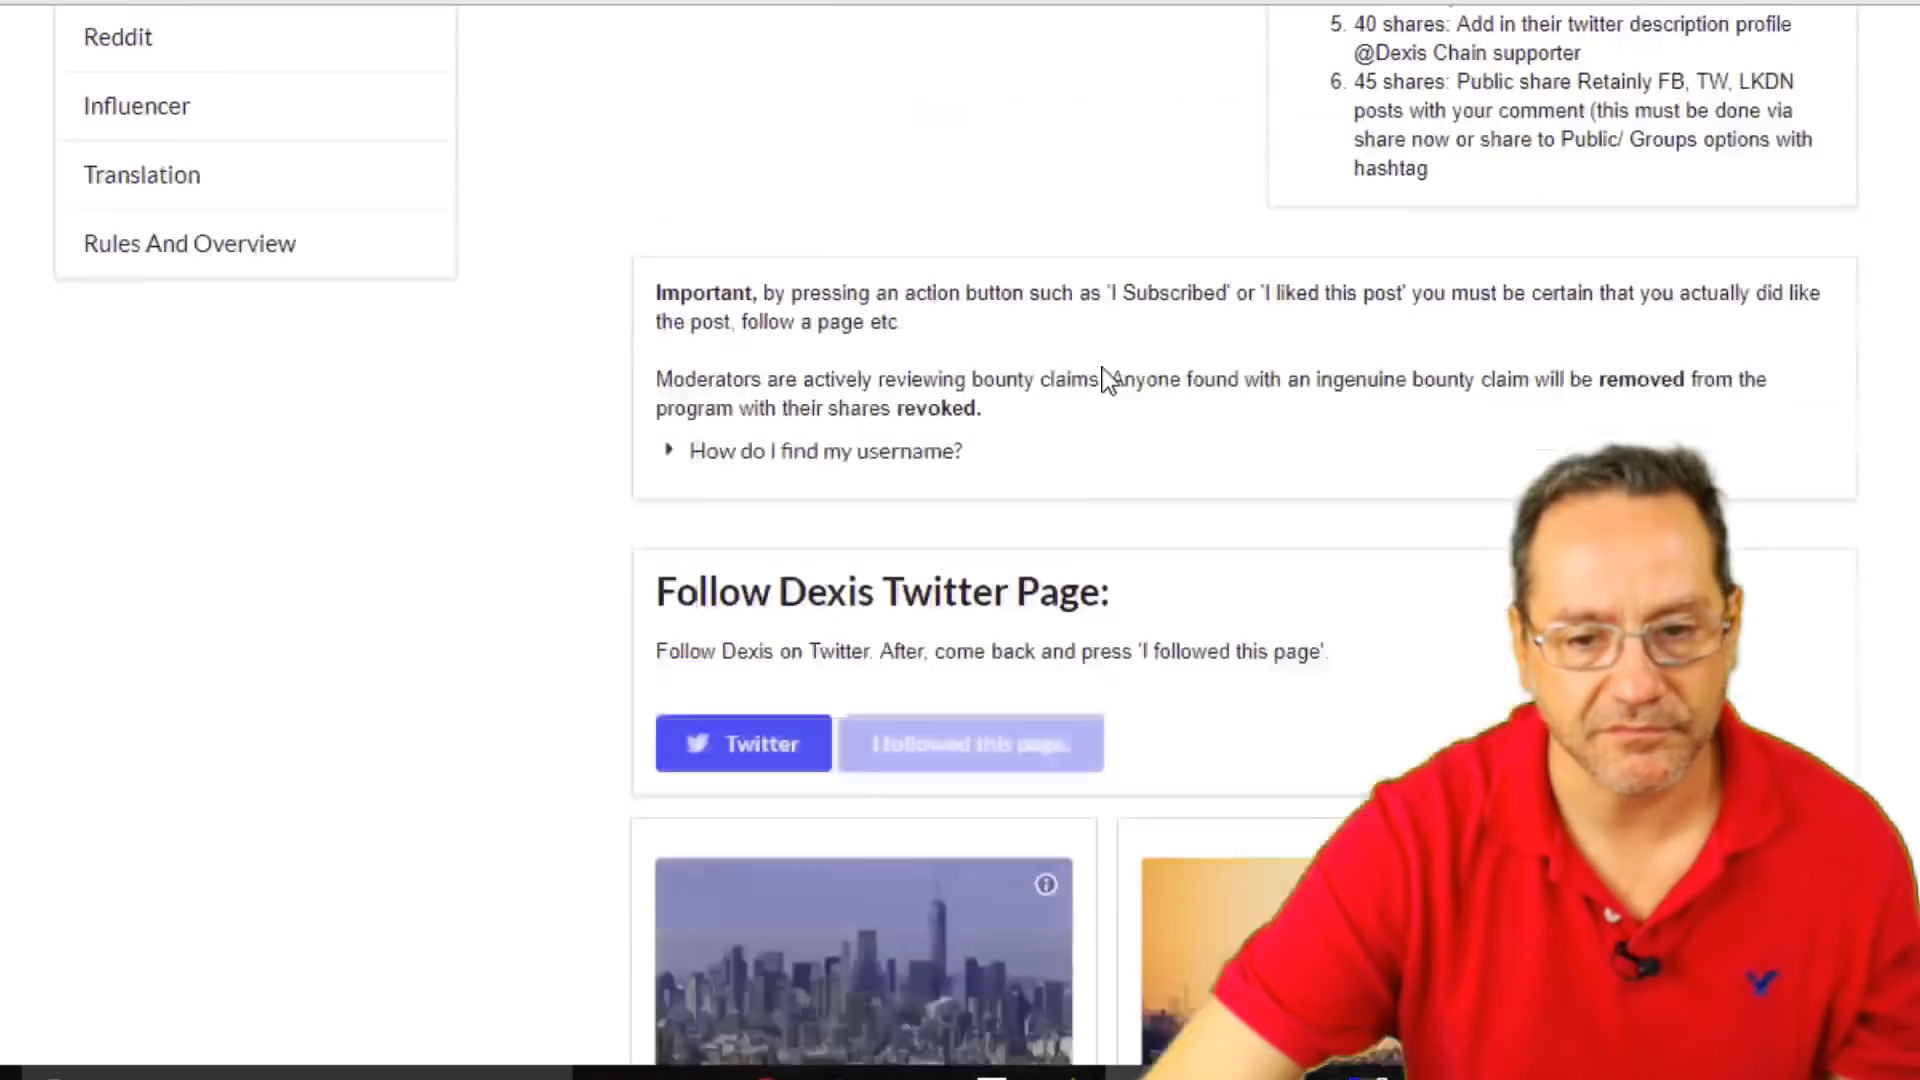 Reddit
Influencer
Translation
Rules And Overview
5. 40 shares: Add in their twitter description profile
@Dexis Chain supporter
6. 45 shares: Public share Retainly FB, TW, LKDN
posts with your comment (this must be done via
share now or share to Public/ Groups options with
hashtag
Important, by pressing an action button such as 'I Subscribed' or 'I liked this post' you must be certain that you actually did like
the post, follow a page etc.
Moderators are actively reviewing bounty claims. Anyone found with an ingenuine bounty claim will be removed from the
program with their shares revoked.
How do I find my username?
Follow Dexis Twitter Page:
Follow Dexis on Twitter. After, come back and press 'I followed this page'.
Twitter
I followed this page.